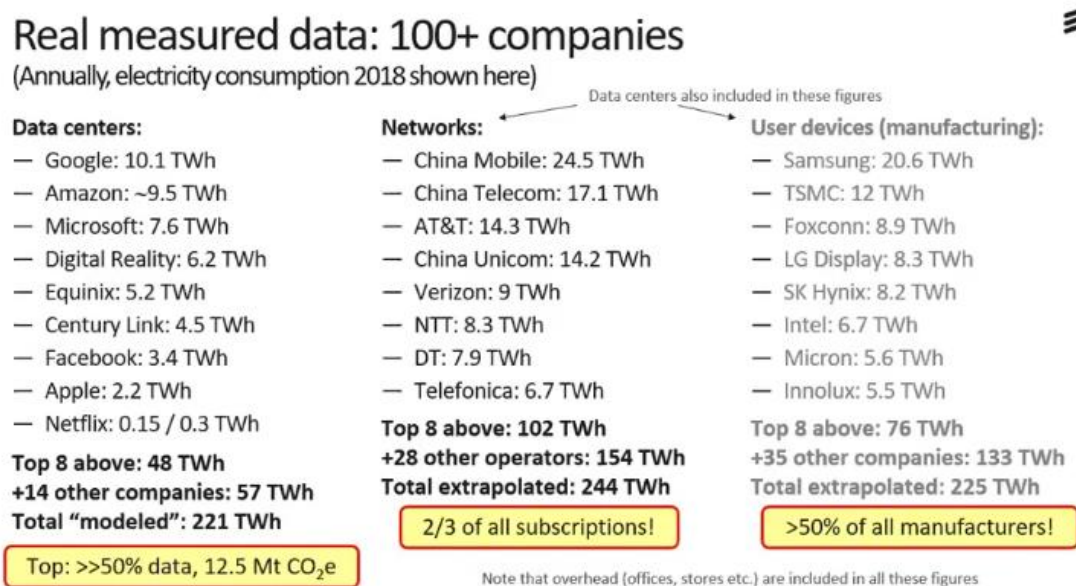 Real measured data: 100+ companies
(Annually, electricity consumption 2018 shown here)
Data centers also included in these figures
Data centers:
— Google: 10.1 TWh
— Amazon: ~9.5 TWh
— Microsoft: 7.6 TWh
— Digital Reality: 6.2 TWh
— Equinix: 5.2 TWh
— Century Link: 4.5 TWh
— Facebook: 3.4 TWh
— Apple: 2.2 TWh
— Netflix: 0.15 / 0.3 TWh
Top 8 above: 48 TWh
+14 other companies: 57 TWh
Total “modeled”: 221 TWh
Top: >>50% data, 12.5 Mt CO₂e
Networks:
— China Mobile: 24.5 TWh
— China Telecom: 17.1 TWh
— AT&T: 14.3 TWh
— China Unicom: 14.2 TWh
— Verizon: 9 TWh
— NTT: 8.3 TWh
— DT: 7.9 TWh
— Telefonica: 6.7 TWh
Top 8 above: 102 TWh
+28 other operators: 154 TWh
Total extrapolated: 244 TWh
2/3 of all subscriptions!
User devices (manufacturing):
— Samsung: 20.6 TWh
— TSMC: 12 TWh
— Foxconn: 8.9 TWh
— LG Display: 8.3 TWh
— SK Hynix: 8.2 TWh
— Intel: 6.7 TWh
— Micron: 5.6 TWh
— Innolux: 5.5 TWh
Top 8 above: 76 TWh
+35 other companies: 133 TWh
Total extrapolated: 225 TWh
>50% of all manufacturers!
Note that overhead (offices, stores etc.) are included in all these figures